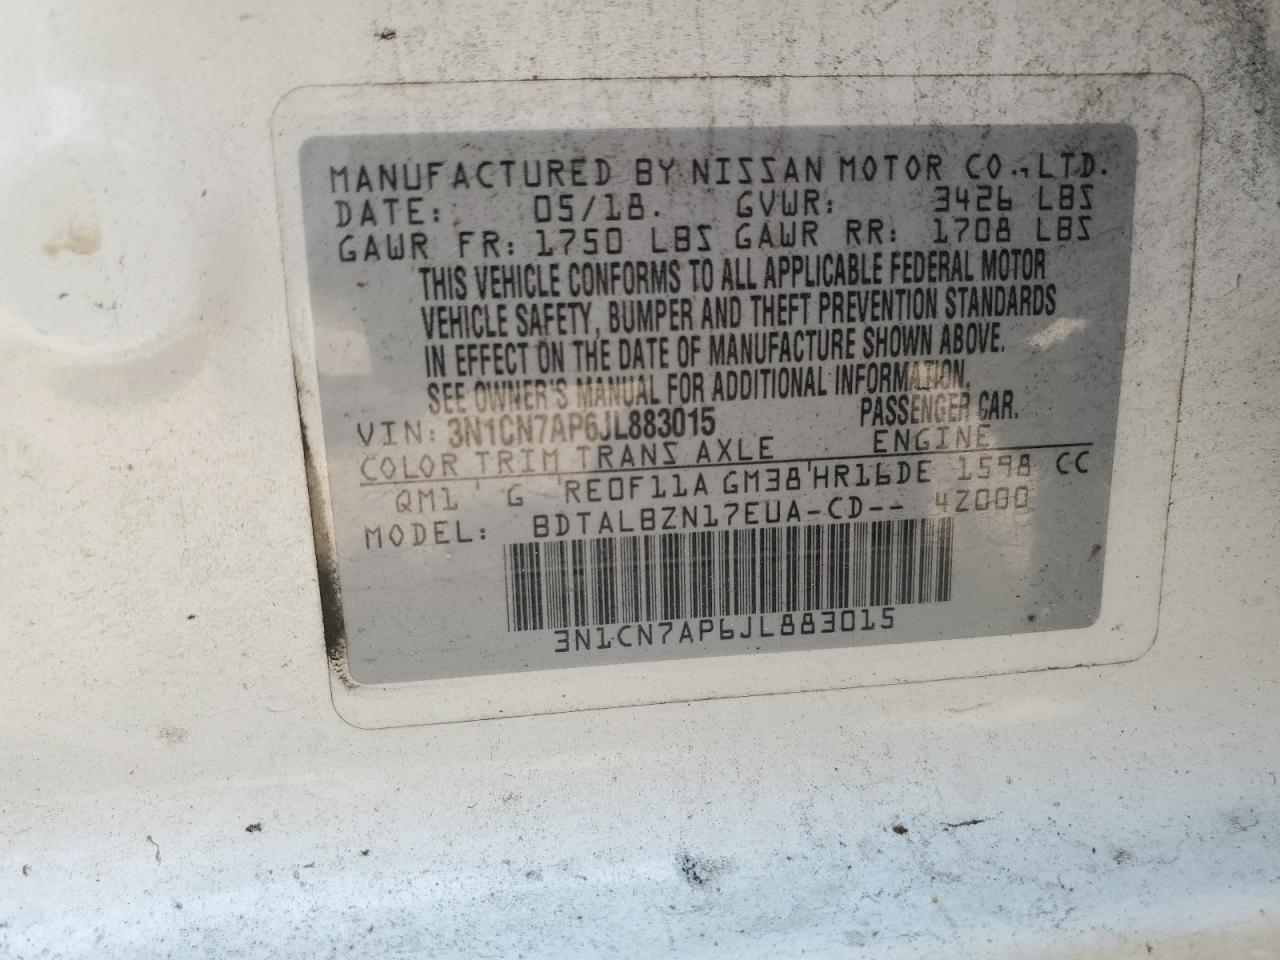 MANUFACTURED BY NISSAN MOTOR CO.,LTD.
DATE: 05/18. GVWR: 3426 LBS
GAWR FR: 1750 LBS GAWR RR: 1708 LBS
THIS VEHICLE CONFORMS TO ALL APPLICABLE FEDERAL MOTOR
VEHICLE SAFETY, BUMPER AND THEFT PREVENTION STANDARDS
IN EFFECT ON THE DATE OF MANUFACTURE SHOWN ABOVE.
SEE OWNER'S MANUAL FOR ADDITIONAL INFORMATION.
VIN: 3N1CN7AP6JL883015 PASSENGER CAR.
COLOR TRIM TRANS AXLE ENGINE
QM1 ' G ' RE0F11A GM38 ' HR16DE 1598 CC
MODEL: BDTALBZN17EUA-CD-- 4Z000
3N1CN7AP6JL883015